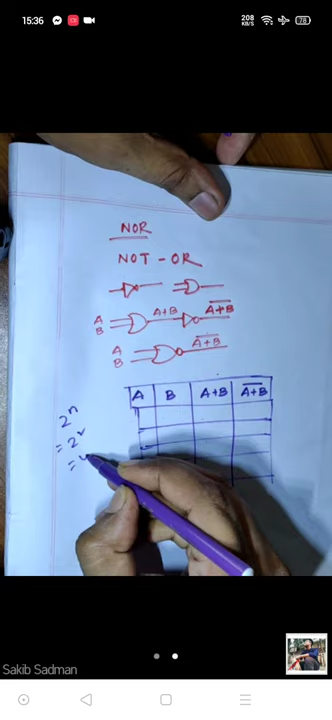 15:36
208
KB/S
78
NOR
NOT - OR
A
B
A+B
A̅+̅B̅
A
B
A̅+̅B̅
A B A+B A̅+̅B̅
2ⁿ
= 2²
=
Sakib Sadman